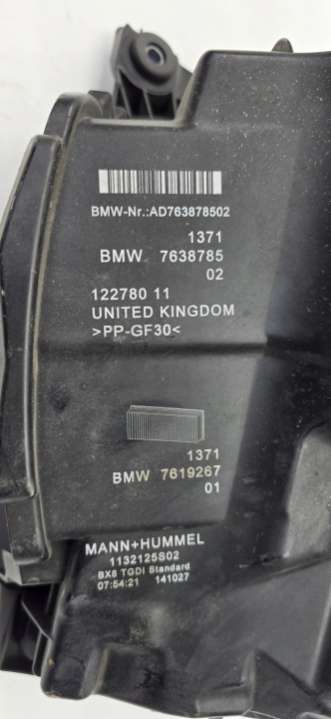 BMW-Nr.:AD763878502
1371
BMW 7638785
02
122780 11
UNITED KINGDOM
>PP-GF30<
1371
BMW 7619267
01
MANN+HUMMEL
1132125S02
BX8 TGDI Standard
07:54:21 141027